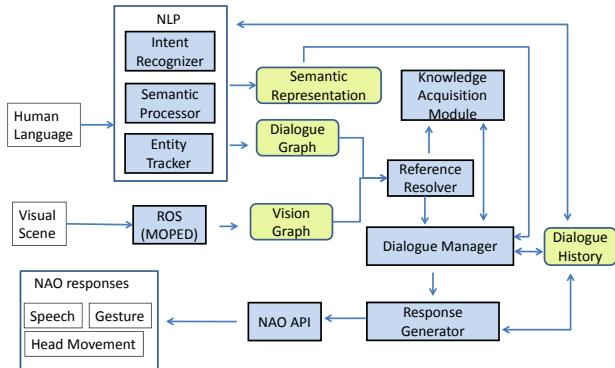 NLP
Intent
Recognizer
Semantic
Processor
Entity
Tracker
Human
Language
Semantic
Representation
Dialogue
Graph
Knowledge
Acquisition
Module
Reference
Resolver
Visual
Scene
ROS
(MOPED)
Vision
Graph
Dialogue Manager
Dialogue
History
NAO responses
Speech
Gesture
Head Movement
NAO API
Response
Generator